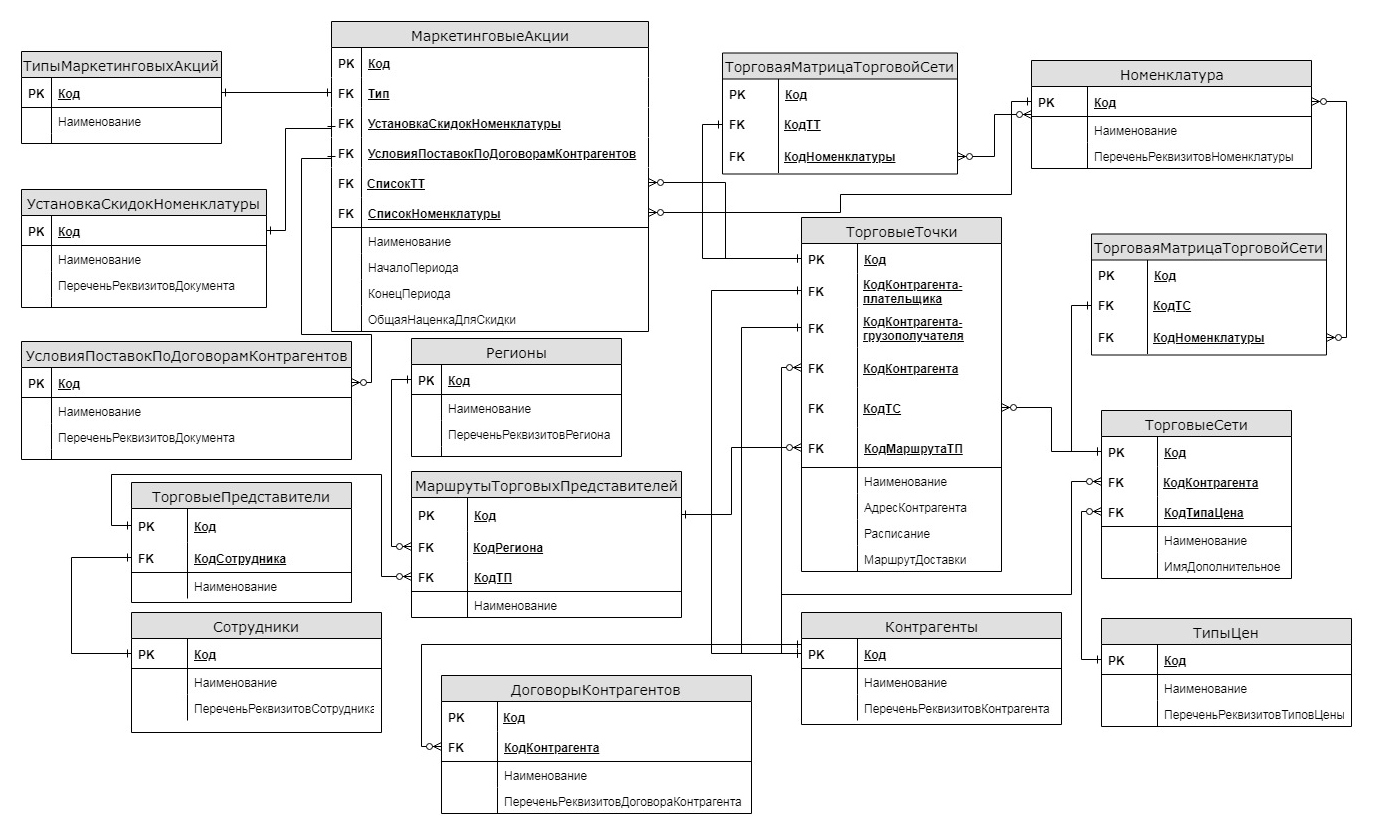 ТипыМаркетинговыхАкций
PK Код
Наименование
УстановкаСкидокНоменклатуры
PK Код
Наименование
ПереченьРеквизитовДокумента
УсловияПоставокПоДоговорамКонтрагентов
PK Код
Наименование
ПереченьРеквизитовДокумента
МаркетинговыеАкции
PK Код
FK Тип
FK УстановкаСкидокНоменклатуры
FK УсловияПоставокПоДоговорамКонтрагентов
FK СписокТТ
FK СписокНоменклатуры
Наименование
НачалоПериода
КонецПериода
ОбщаяНаценкаДляСкидки
ТорговаяМатрицаТорговойСети
PK Код
FK КодТТ
FK КодНоменклатуры
Номенклатура
PK Код
Наименование
ПереченьРеквизитовНоменклатуры
ТорговыеТочки
PK Код
FK КодКонтрагента-
плательщика
FK КодКонтрагента-
грузополучателя
FK КодКонтрагента
FK КодТС
FK КодМаршрутаТП
Наименование
АдресКонтрагента
Расписание
МаршрутДоставки
ТорговаяМатрицаТорговойСети
PK Код
FK КодТС
FK КодНоменклатуры
Регионы
PK Код
Наименование
ПереченьРеквизитовРегиона
ТорговыеСети
PK Код
FK КодКонтрагента
FK КодТипаЦена
Наименование
ИмяДополнительное
МаршрутыТорговыхПредставителей
PK Код
FK КодРегиона
FK КодТП
Наименование
ТорговыеПредставители
PK Код
FK КодСотрудника
Наименование
Сотрудники
PK Код
Наименование
ПереченьРеквизитовСотрудника
Контрагенты
PK Код
Наименование
ПереченьРеквизитовКонтрагента
ТипыЦен
PK Код
Наименование
ПереченьРеквизитовТиповЦены
ДоговорыКонтрагентов
PK Код
FK КодКонтрагента
Наименование
ПереченьРеквизитовДоговораКонтрагента